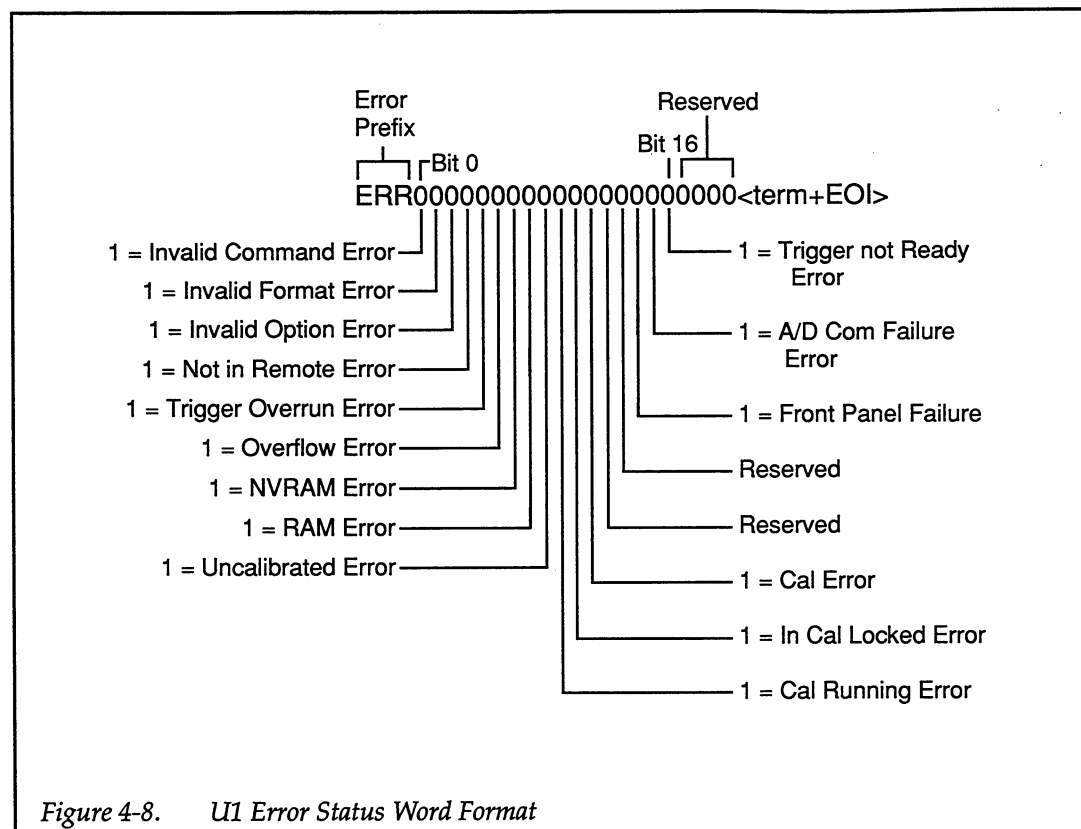 Error
Prefix
Reserved
Bit 0
Bit 16
ERR000000000000000000000<term+EOI>
1 = Invalid Command Error
1 = Invalid Format Error
1 = Invalid Option Error
1 = Not in Remote Error
1 = Trigger Overrun Error
1 = Overflow Error
1 = NVRAM Error
1 = RAM Error
1 = Uncalibrated Error
1 = Trigger not Ready
Error
1 = A/D Com Failure
Error
1 = Front Panel Failure
Reserved
Reserved
1 = Cal Error
1 = In Cal Locked Error
1 = Cal Running Error
Figure 4-8. U1 Error Status Word Format